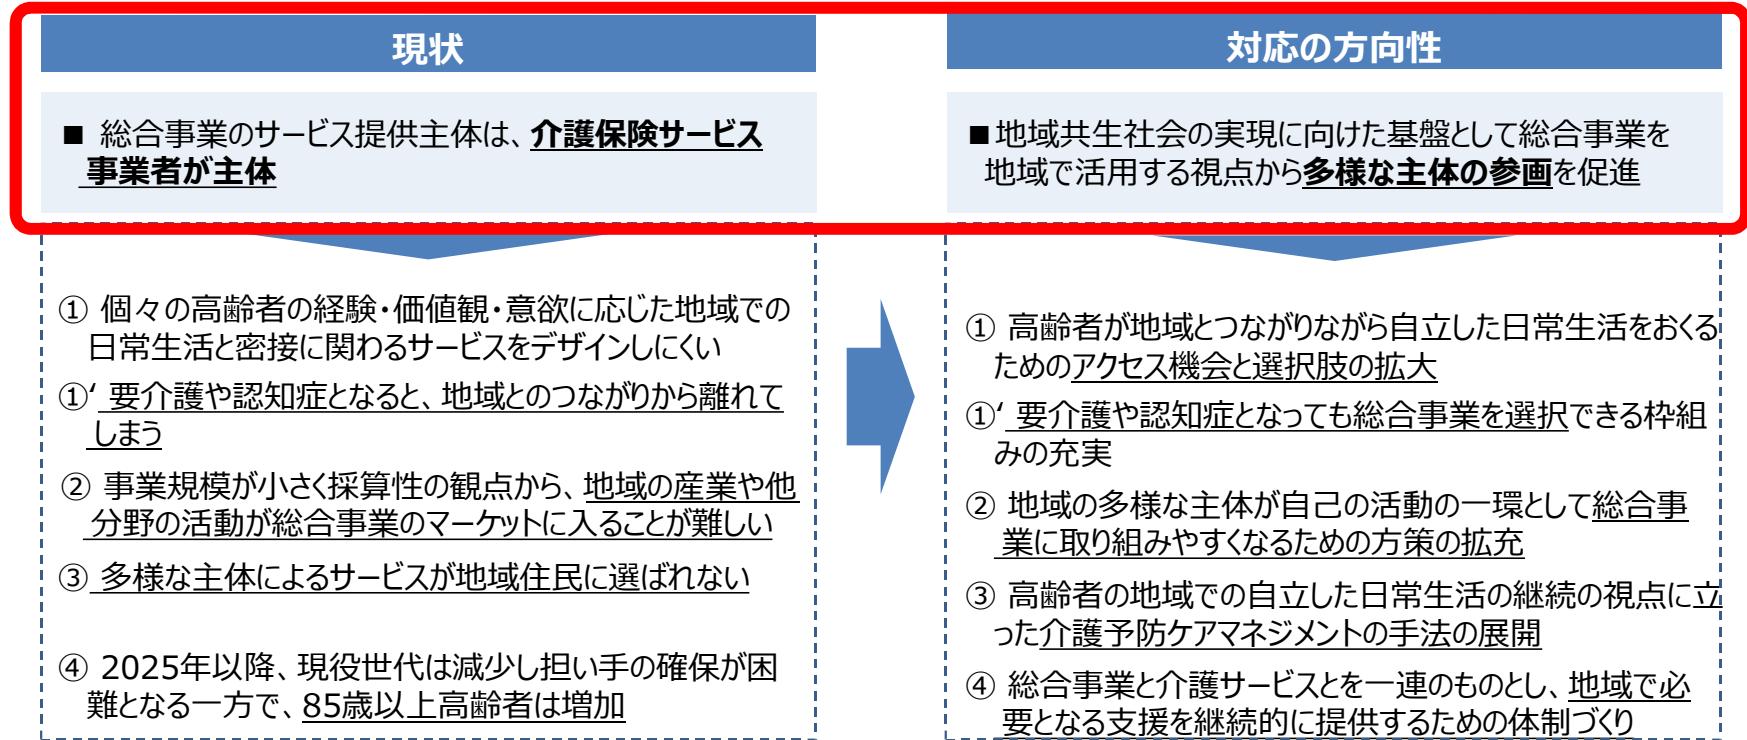 現状
■ 総合事業のサービス提供主体は、介護保険サービス
事業者が主体
① 個々の高齢者の経験・価値観・意欲に応じた地域での
日常生活と密接に関わるサービスをデザインしにくい
①‘ 要介護や認知症となると、地域とのつながりから離れて
しまう
② 事業規模が小さく採算性の観点から、地域の産業や他
分野の活動が総合事業のマーケットに入ることが難しい
③ 多様な主体によるサービスが地域住民に選ばれない
④ 2025年以降、現役世代は減少し担い手の確保が困
難となる一方で、85歳以上高齢者は増加
対応の方向性
■地域共生社会の実現に向けた基盤として総合事業を
地域で活用する視点から多様な主体の参画を促進
① 高齢者が地域とつながりながら自立した日常生活をおくる
ためのアクセス機会と選択肢の拡大
①‘ 要介護や認知症となっても総合事業を選択できる枠組
みの充実
② 地域の多様な主体が自己の活動の一環として総合事
業に取り組みやすくなるための方策の拡充
③ 高齢者の地域での自立した日常生活の継続の視点に立
った介護予防ケアマネジメントの手法の展開
④ 総合事業と介護サービスとを一連のものとし、地域で必
要となる支援を継続的に提供するための体制づくり